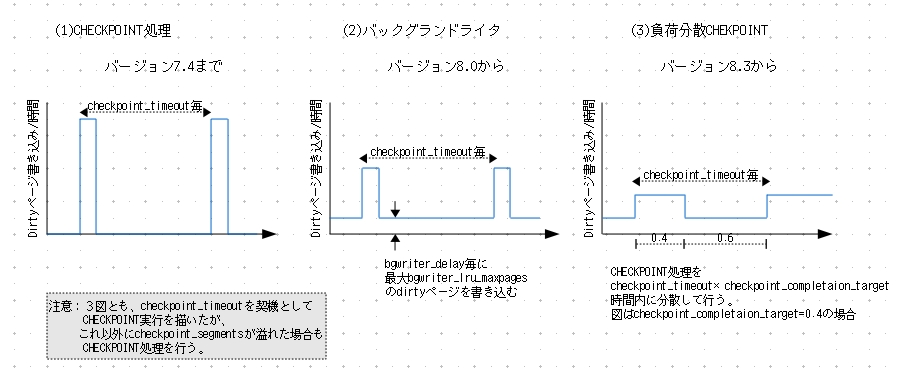 (1)CHECKPOINT処理
バージョン7.4まで
Dirtyページ書き込み/時間
checkpoint_timeout毎
(2)バックグランドライタ
バージョン8.0から
Dirtyページ書き込み/時間
checkpoint_timeout毎
bgwriter_delay毎に
最大bgwriter_lru_maxpages
のdirtyページを書き込む
(3)負荷分散CHEKPOINT
バージョン8.3から
Dirtyページ書き込み/時間
checkpoint_timeout毎
0.4
0.6
CHECKPOINT処理を
checkpoint_timeout× checkpoint_completaion_target
時間内に分散して行う。
図はcheckpoint_completaion_target=0.4の場合
注意：３図とも、checkpoint_timeoutを契機として
CHECKPOINT実行を描いたが、
これ以外にcheckpoint_segmentsが溢れた場合も
CHECKPOINT処理を行う。